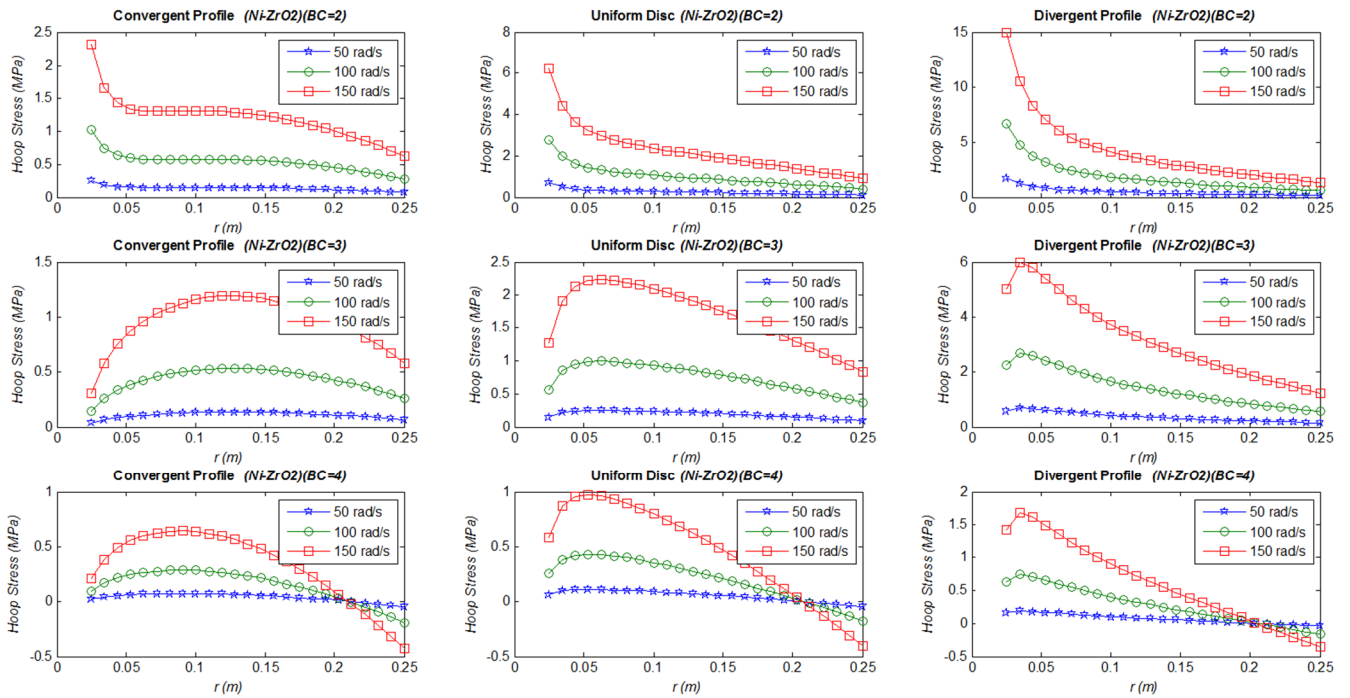 Convergent Profile (Ni-ZrO2)(BC=2)
Hoop Stress (MPa)
2.5
2
1.5
1
0.5
0
50 rad/s
100 rad/s
150 rad/s
0 0.05 0.1 0.15 0.2 0.25
r (m)
Uniform Disc (Ni-ZrO2)(BC=2)
Hoop Stress (MPa)
8
6
4
2
0
50 rad/s
100 rad/s
150 rad/s
0 0.05 0.1 0.15 0.2 0.25
r (m)
Divergent Profile (Ni-ZrO2)(BC=2)
Hoop Stress (MPa)
15
10
5
0
50 rad/s
100 rad/s
150 rad/s
0 0.05 0.1 0.15 0.2 0.25
r (m)
Convergent Profile (Ni-ZrO2)(BC=3)
Hoop Stress (MPa)
1.5
1
0.5
0
50 rad/s
100 rad/s
150 rad/s
0 0.05 0.1 0.15 0.2 0.25
r (m)
Uniform Disc (Ni-ZrO2)(BC=3)
Hoop Stress (MPa)
2.5
2
1.5
1
0.5
0
50 rad/s
100 rad/s
150 rad/s
0 0.05 0.1 0.15 0.2 0.25
r (m)
Divergent Profile (Ni-ZrO2)(BC=3)
Hoop Stress (MPa)
6
4
2
0
50 rad/s
100 rad/s
150 rad/s
0 0.05 0.1 0.15 0.2 0.25
r (m)
Convergent Profile (Ni-ZrO2)(BC=4)
Hoop Stress (MPa)
1
0.5
0
-0.5
50 rad/s
100 rad/s
150 rad/s
0 0.05 0.1 0.15 0.2 0.25
r (m)
Uniform Disc (Ni-ZrO2)(BC=4)
Hoop Stress (MPa)
1
0.5
0
-0.5
50 rad/s
100 rad/s
150 rad/s
0 0.05 0.1 0.15 0.2 0.25
r (m)
Divergent Profile (Ni-ZrO2)(BC=4)
Hoop Stress (MPa)
2
1.5
1
0.5
0
-0.5
50 rad/s
100 rad/s
150 rad/s
0 0.05 0.1 0.15 0.2 0.25
r (m)